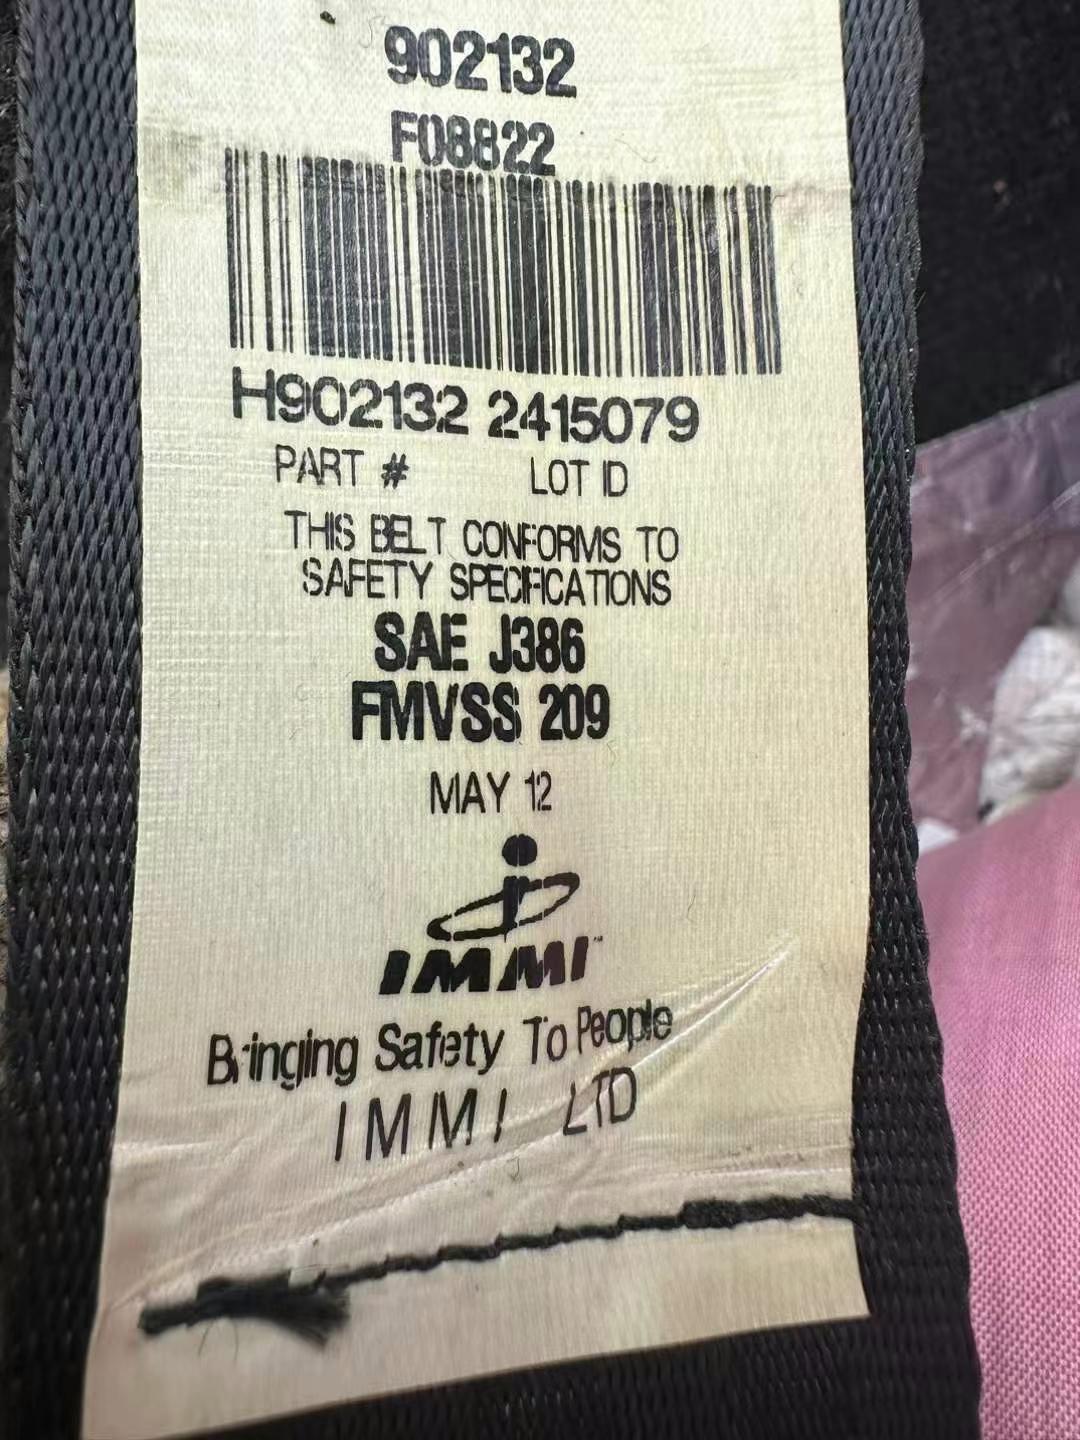 902132
F08822
H902132 2415079
PART # LOT ID
THIS BELT CONFORMS TO
SAFETY SPECIFICATIONS
SAE J386
FMVSS 209
MAY 12
IMMI™
Bringing Safety To People
IMMI LTD